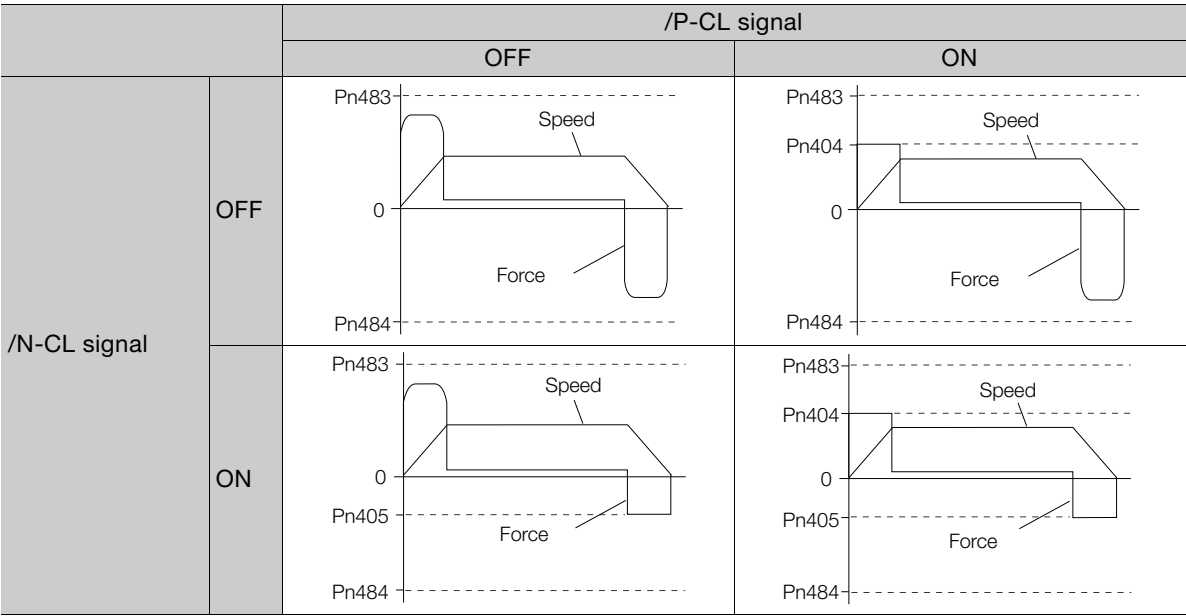 /P-CL signal
OFF
ON
/N-CL signal
OFF
Pn483
Speed
0
Force
Pn484
Pn483
Speed
Pn404
0
Force
Pn484
ON
Pn483
Speed
0
Pn405
Force
Pn484
Pn483
Speed
Pn404
0
Pn405
Force
Pn484